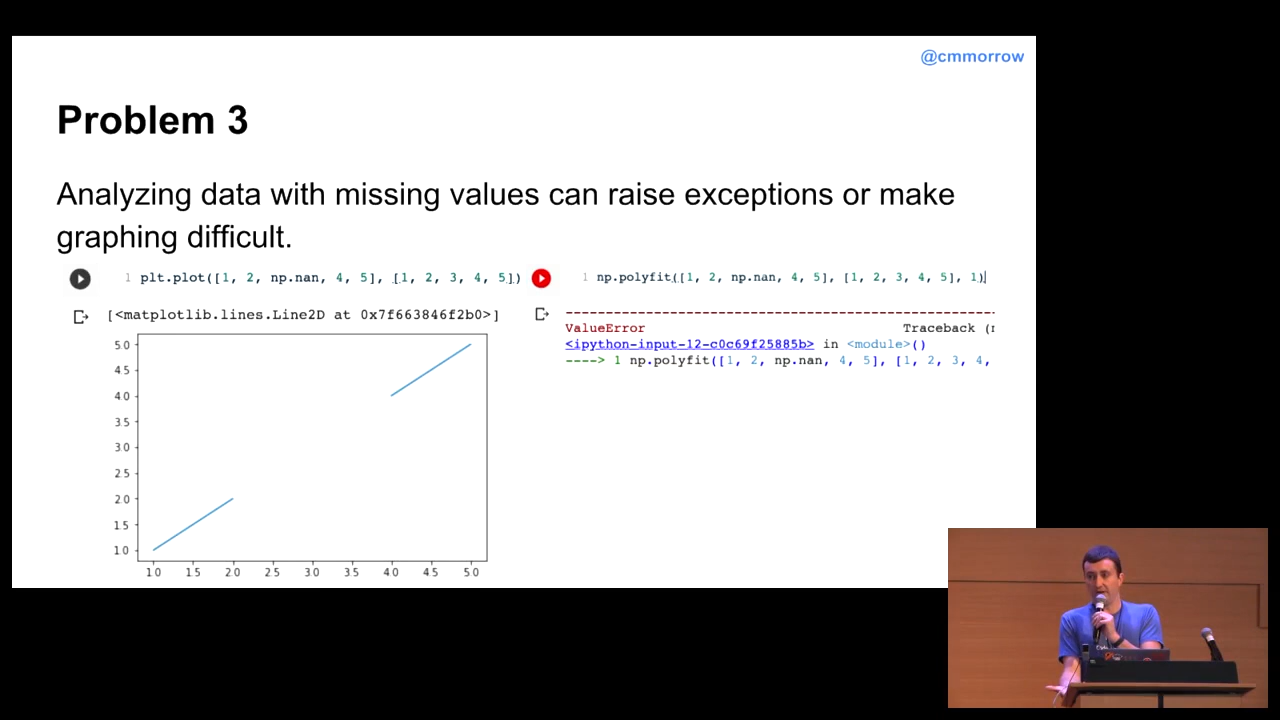 @cmmorrow
Problem 3
Analyzing data with missing values can raise exceptions or make
graphing difficult.
1 plt.plot([1, 2, np.nan, 4, 5], [1, 2, 3, 4, 5])
[<matplotlib.lines.Line2D at 0x7f663846f2b0>]
5.0
4.5
4.0
3.5
3.0
2.5
2.0
1.5
1.0
1.0 1.5 2.0 2.5 3.0 3.5 4.0 4.5 5.0
1 np.polyfit([1, 2, np.nan, 4, 5], [1, 2, 3, 4, 5], 1)
---------------------------------------------------------------
ValueError Traceback (
<ipython-input-12-c0c69f25885b> in <module>()
----> 1 np.polyfit([1, 2, np.nan, 4, 5], [1, 2, 3, 4,